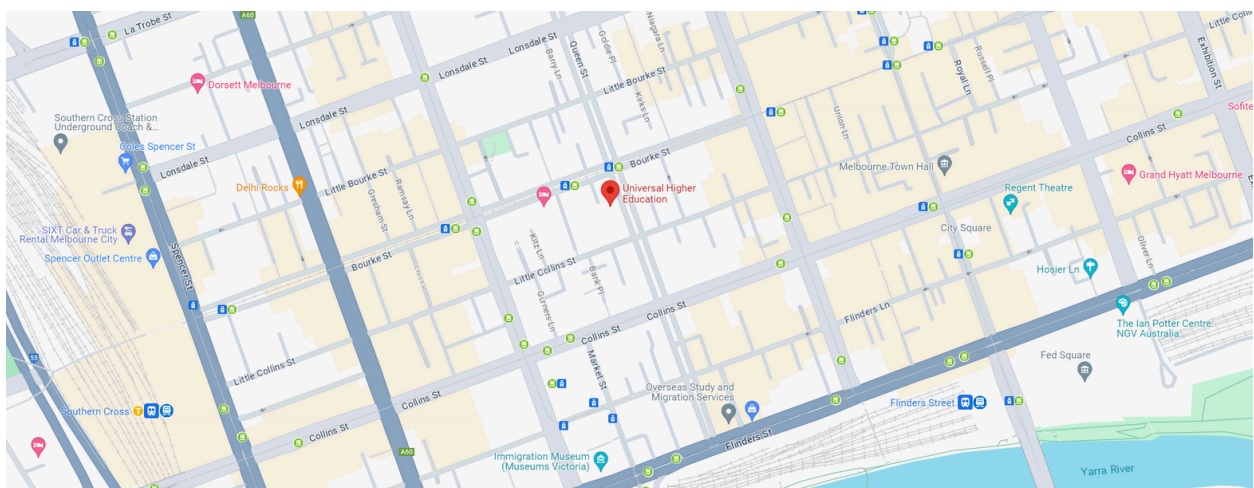 La Trobe St
A60
Lonsdale St
Queen St
Goldie Pl
Niagara Ln
Barry Ln
Little Bourke St
Kirks Ln
Russell Pl
Royal Ln
Exhibition St
Little Co
Dorsett Melbourne
Lonsdale St
Lonsdale St
Southern Cross Station
Underground Coach &...
Coles Spencer St
Lonsdale St
Delhi Rocks
Little Bourke St
Gresham St
Ramsay Ln
Bourke St
Union Ln
Collins St
Sofite
Melbourne Town Hall
Grand Hyatt Melbourne
Universal Higher
Education
Regent Theatre
City Square
SIXT Car & Truck
Rental Melbourne City
Spencer Outlet Centre
Spencer St
Bourke St
Kitz Ln
Little Collins St
Bank Pl
Gurners Ln
Oliver Ln
Exhi
Hosier Ln
Collins St
Collins St
Flinders Ln
The Ian Potter Centre:
NGV Australia
Fed Square
55
Little Collins St
Market St
Southern Cross
Collins St
Collins St
Overseas Study and
Migration Services
Flinders Street
Flinders St
A60
Immigration Museum
(Museums Victoria)
Yarra River